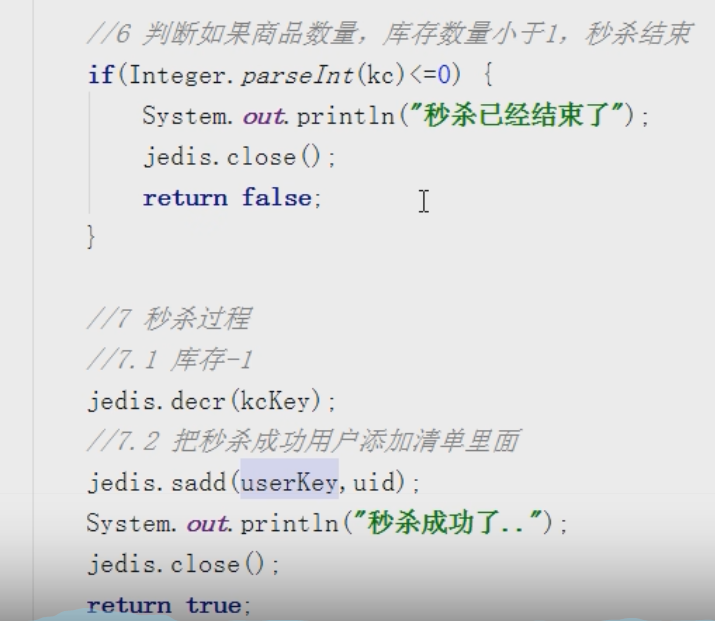 //6 判断如果商品数量，库存数量小于1，秒杀结束
if(Integer.parseInt(kc)<=0) {
System.out.println("秒杀已经结束了");
jedis.close();
return false;
}
//7 秒杀过程
//7.1 库存-1
jedis.decr(kcKey);
//7.2 把秒杀成功用户添加清单里面
jedis.sadd(userKey,uid);
System.out.println("秒杀成功了..");
jedis.close();
return true;